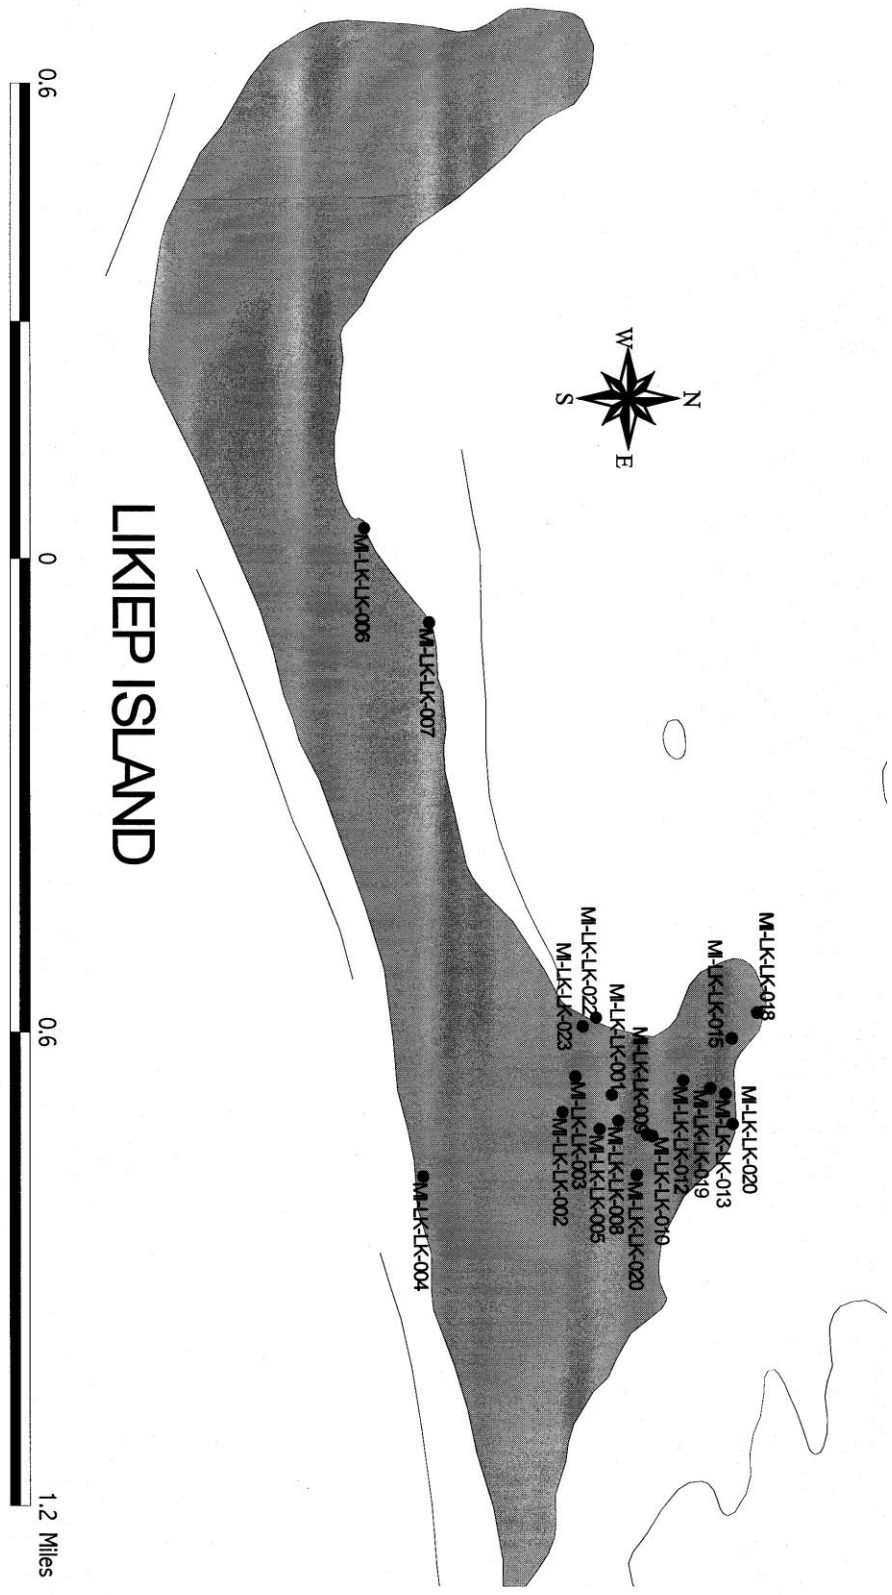 MI-LK-LK-018
MI-LK-LK-015
MI-LK-LK-020
MI-LK-LK-013
MI-LK-LK-019
MI-LK-LK-012
MI-LK-LK-009
MI-LK-LK-010
MI-LK-LK-001
MI-LK-LK-020
MI-LK-LK-022
MI-LK-LK-008
MI-LK-LK-023
MI-LK-LK-005
MI-LK-LK-003
MI-LK-LK-002
N
W
E
S
MI-LK-LK-007
MI-LK-LK-004
MI-LK-LK-006
LIKIEP ISLAND
0.6
0
0.6
1.2 Miles